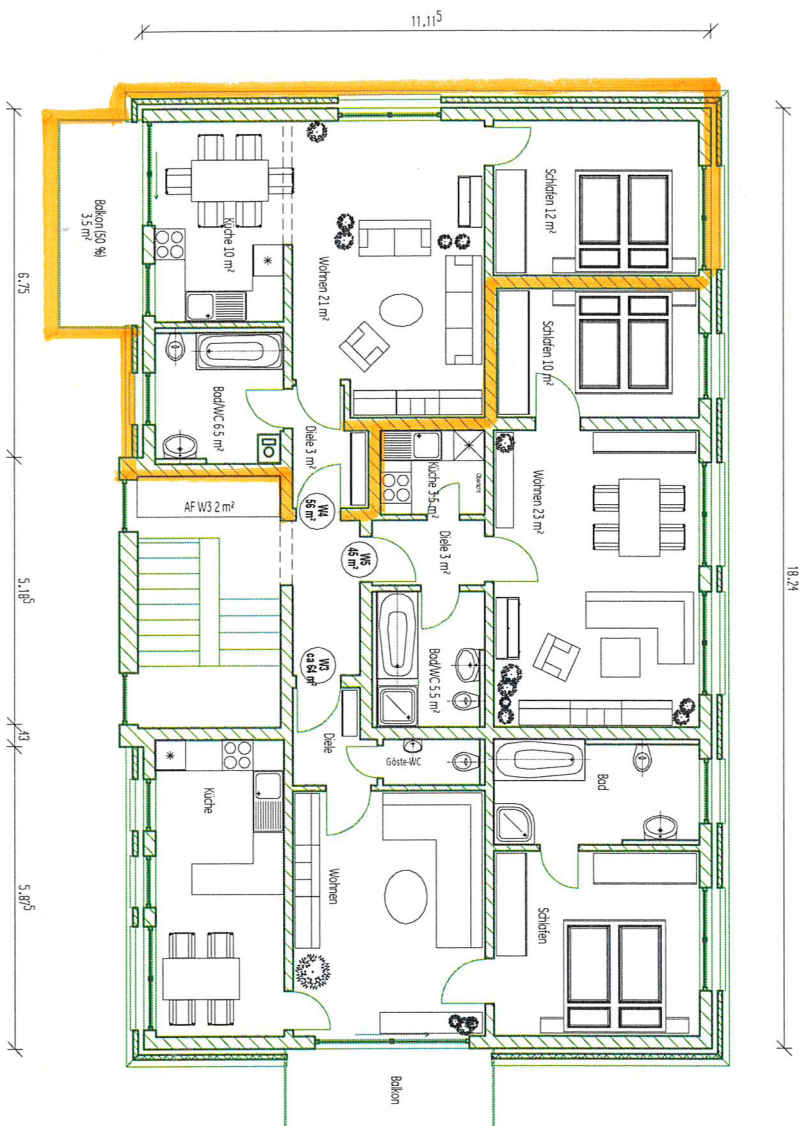 11.11⁵
Balkon (50 %)
3.5 m²
Küche 10 m²
Wohnen 21 m²
Schlafen 12 m²
6.75
Schlafen 10 m²
Bad/WC 6.5 m²
Diele 3 m²
Küche 3.5 m²
Oberlicht
Wohnen 23 m²
AF W3 2 m²
W4
56 m²
W5
45 m²
Diele 3 m²
5.18⁵
18.24
W3
ca 64 m²
Bad/WC 5.5 m²
43
Diele
Gäste-WC
Bad
Küche
Wohnen
Schlafen
5.87⁵
Balkon